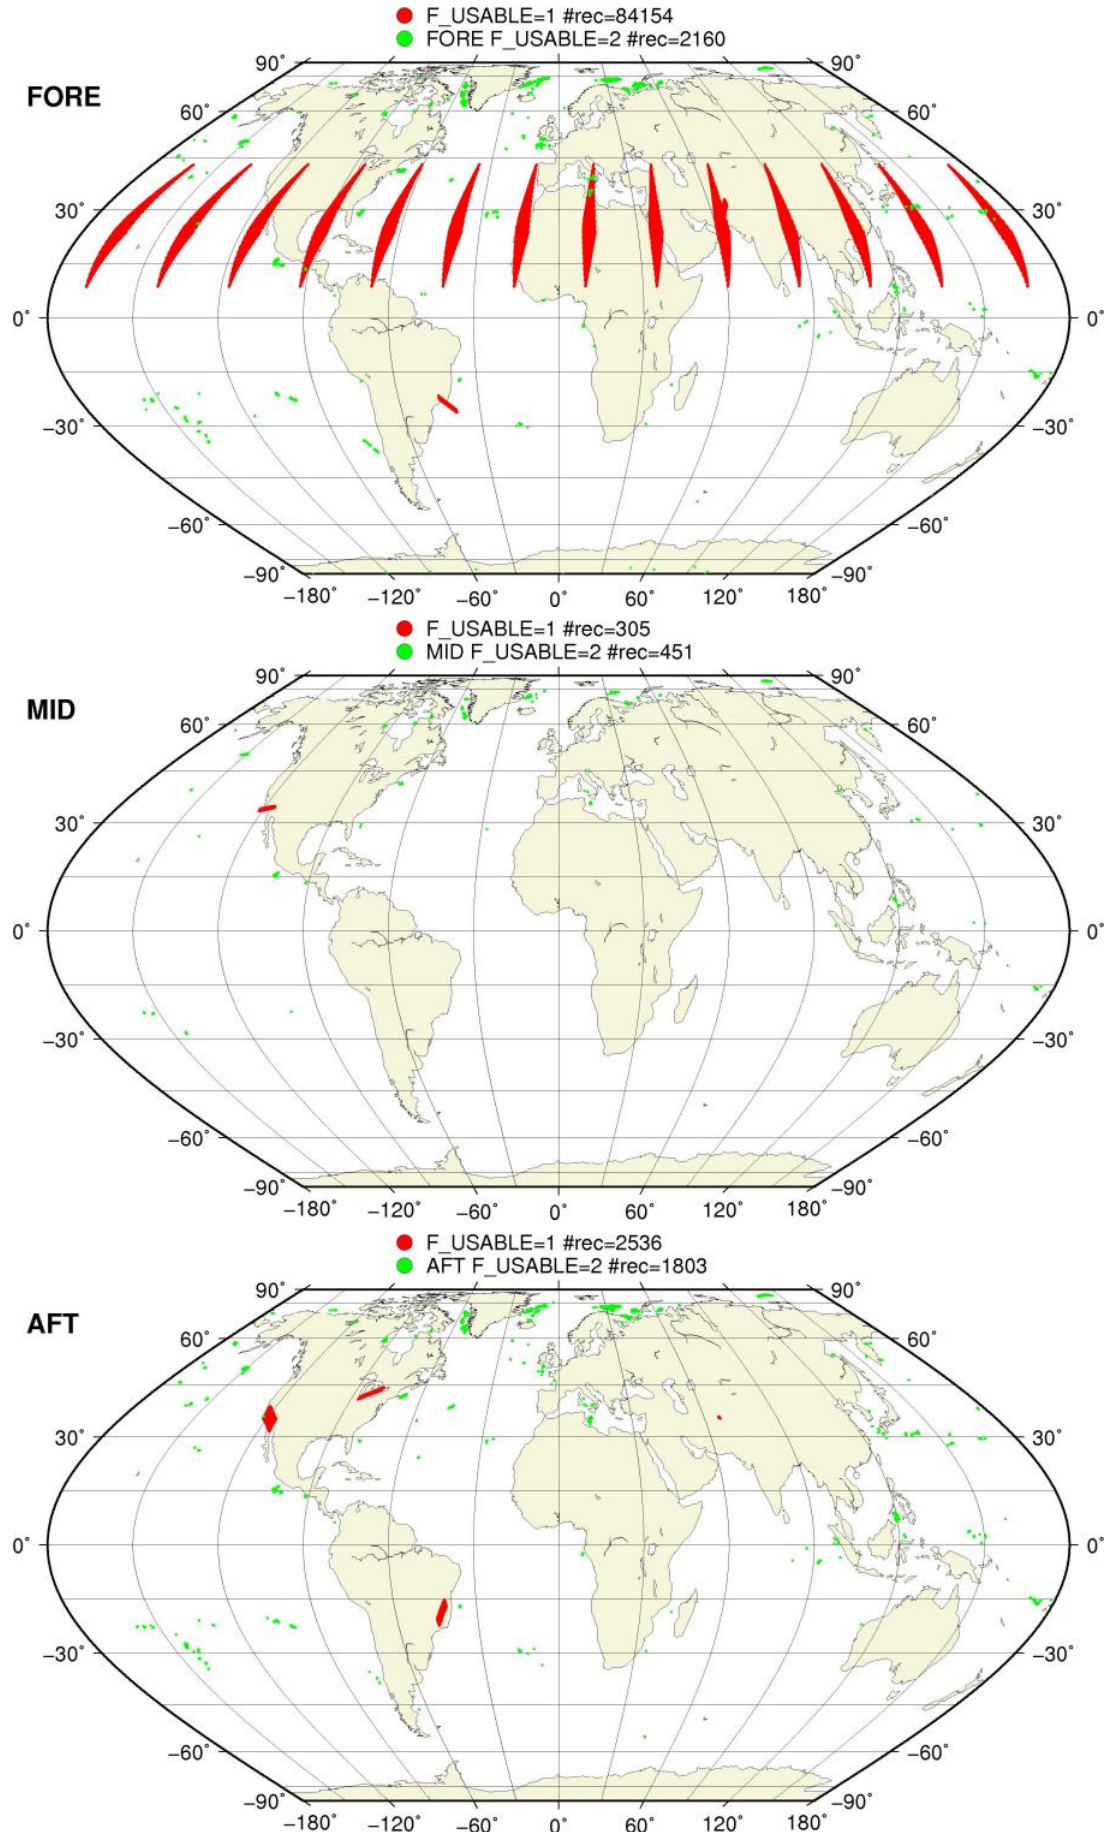 F_USABLE=1 #rec=84154
FORE F_USABLE=2 #rec=2160
FORE
90° 90°
60° 60°
30° 30°
0° 0°
−30° −30°
−60° −60°
−90° −90°
−180° −120° −60° 0° 60° 120° 180°
F_USABLE=1 #rec=305
MID F_USABLE=2 #rec=451
MID
90° 90°
60° 60°
30° 30°
0° 0°
−30° −30°
−60° −60°
−90° −90°
−180° −120° −60° 0° 60° 120° 180°
F_USABLE=1 #rec=2536
AFT F_USABLE=2 #rec=1803
AFT
90° 90°
60° 60°
30° 30°
0° 0°
−30° −30°
−60° −60°
−90° −90°
−180° −120° −60° 0° 60° 120° 180°